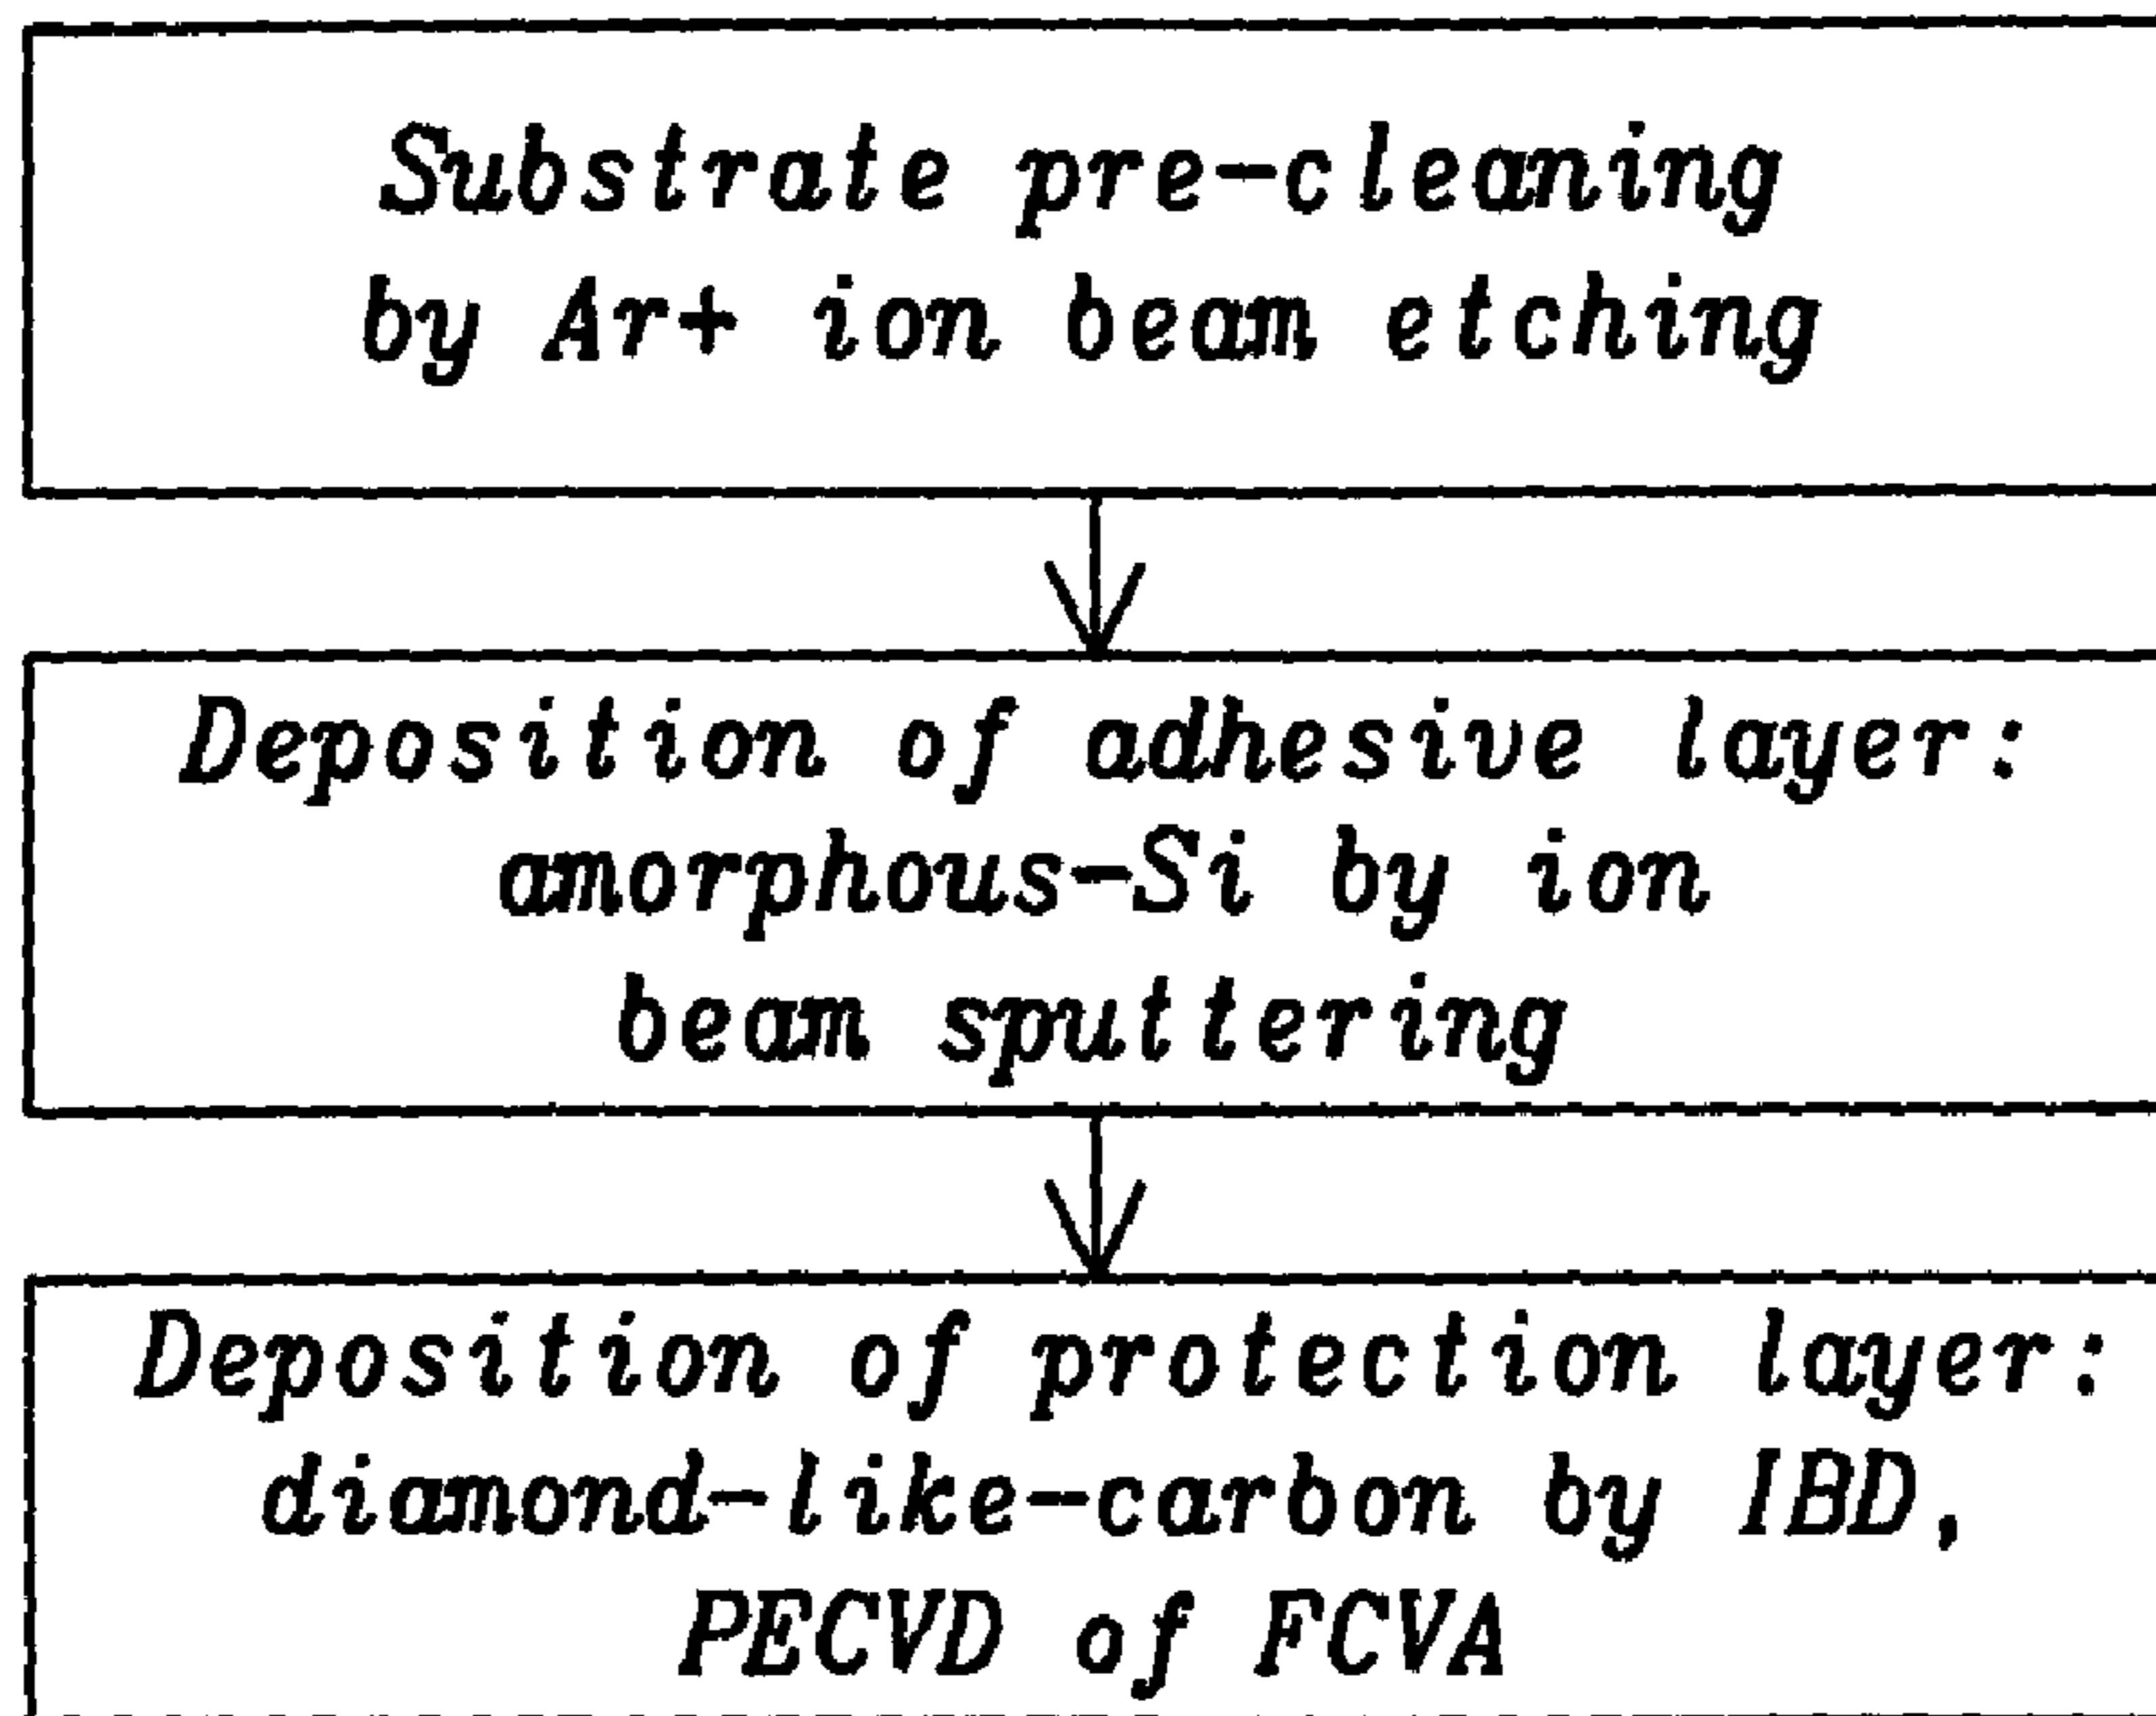 Substrate pre-cleaning
by Ar+ ion beam etching
Deposition of adhesive layer:
amorphous-Si by ion
beam sputtering
Deposition of protection layer:
diamond-like-carbon by IBD,
PECVD of FCVA